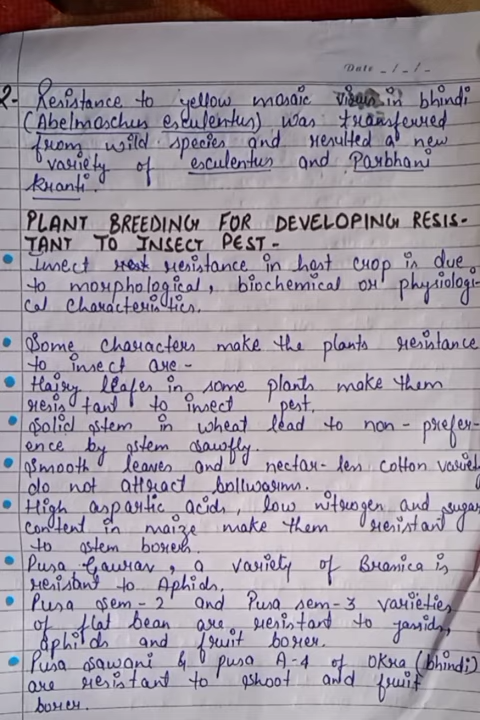 Date _ / _ / _
2- Resistance to yellow mosaic virus in bhindi
(Abelmaschus esculentus) was transferred
from wild species and resulted a new
variety of esculentus and Parbhani
kranti.
PLANT BREEDING FOR DEVELOPING RESIS-
TANT TO INSECT PEST -
• Insect resistance in host crop is due
to morphological, biochemical or physiologi-
cal characteristics.
• Some characters make the plants resistance
to insect are -
• Hairy leafes in some plants make them
resis tant to insect pest.
• Solid stem in wheat lead to non - prefer-
ence by stem sawfly.
• Smooth leaves and nectar-less cotton variet
do not attract bollwarms.
• High aspartic acids, low nitrogen and sugar
content in maize make them resistant
to stem borer.
• Pusa Gaurav, a variety of Brasica is
resistant to Aphids.
• Pusa sem-2 and Pusa sem-3 varieties
of flat bean are resistant to jassids,
aphids and fruit borer.
• Pusa sawani & pusa A-4 of OKra (bhindi)
are resistant to shoot and fruit
borer.